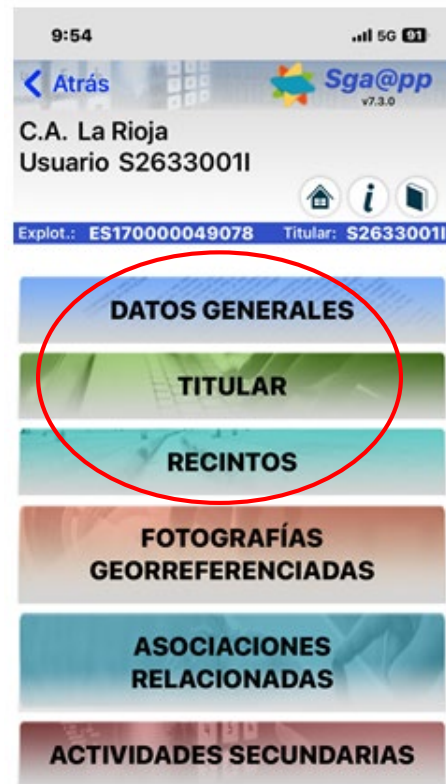 9:54 5G 91
Atrás Sga@pp
v7.3.0
C.A. La Rioja
Usuario S2633001I
i
Explot.: ES170000049078 Titular: S2633001I
DATOS GENERALES
TITULAR
RECINTOS
FOTOGRAFÍAS
GEORREFERENCIADAS
ASOCIACIONES
RELACIONADAS
ACTIVIDADES SECUNDARIAS